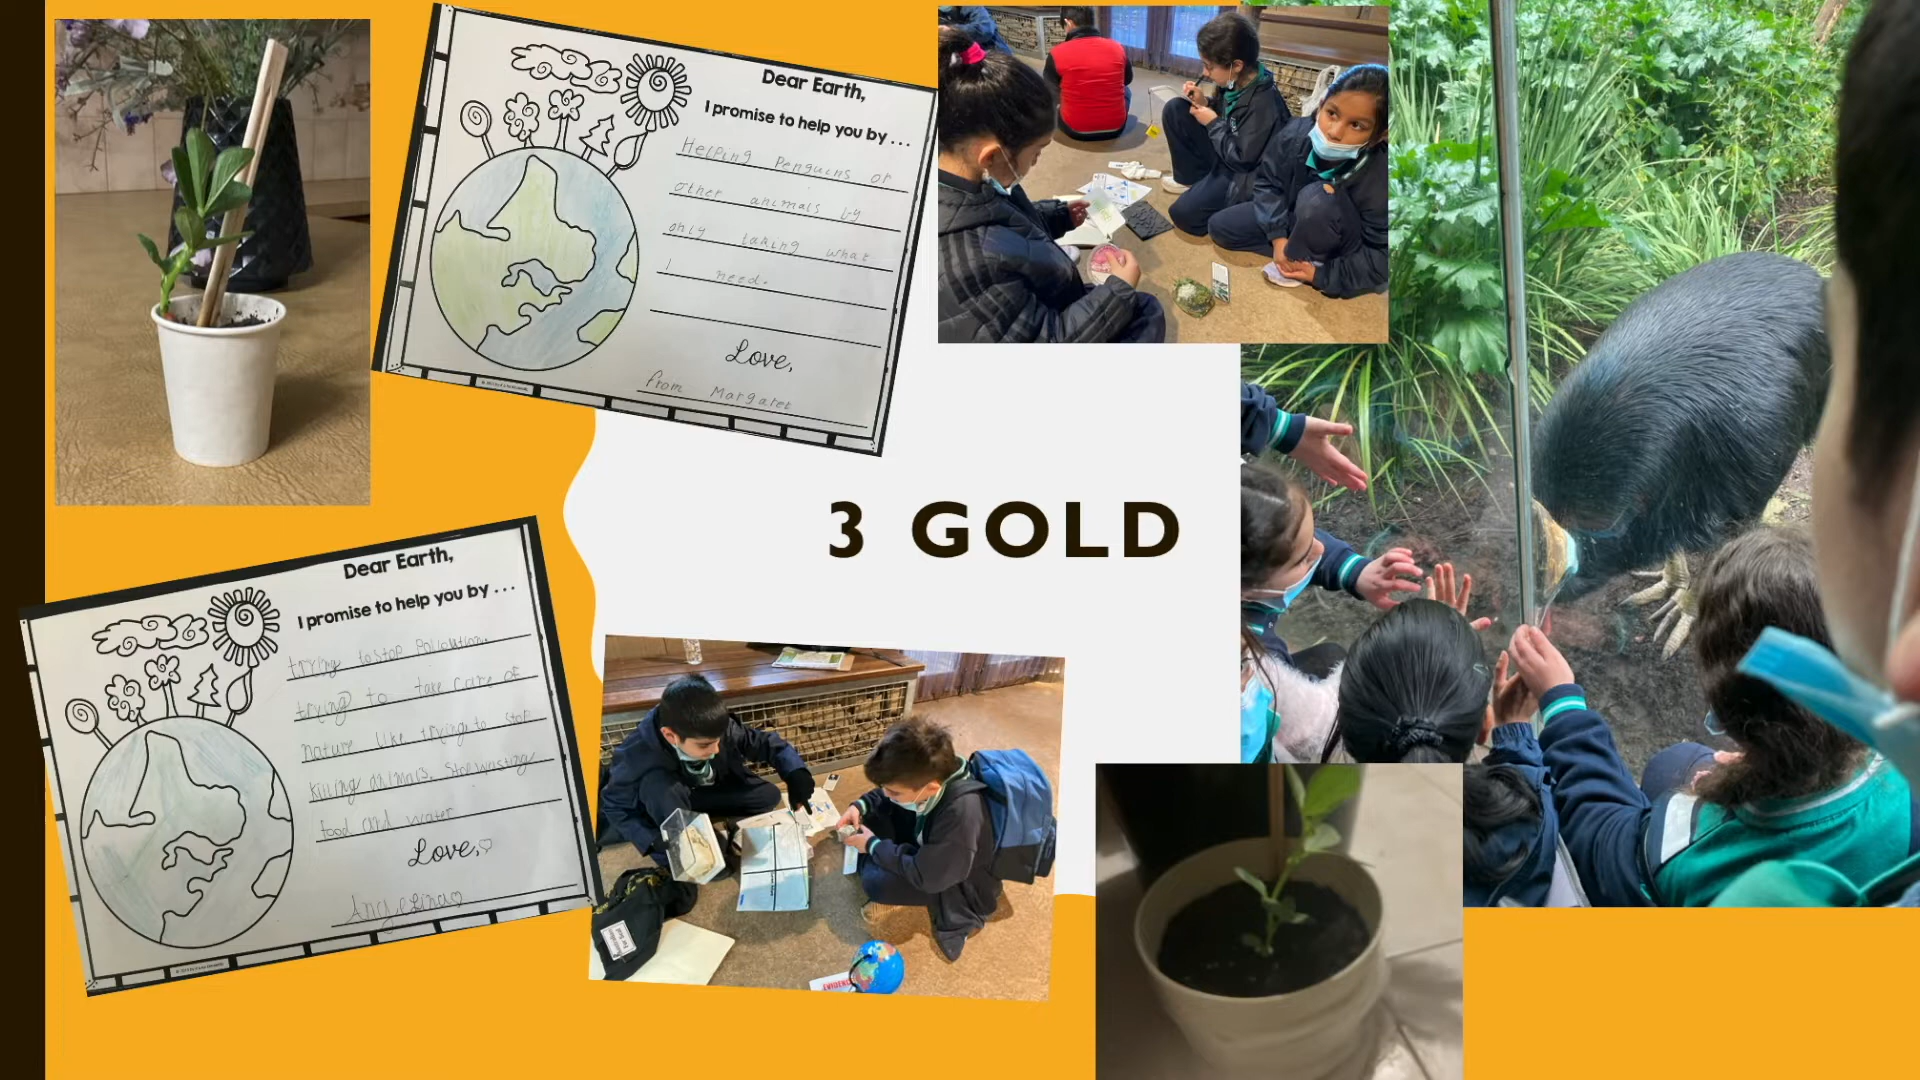 Dear Earth,
I promise to help you by ...
Helping Penguins or
other animals by
only taking what
I need.
Love,
from Margaret
3 GOLD
Dear Earth,
I promise to help you by ...
trying to stop Pollution.
trying to take care of
nature like trying to stop
killing animals. Stop wasting
food and water
Love,♡
Angelina♡